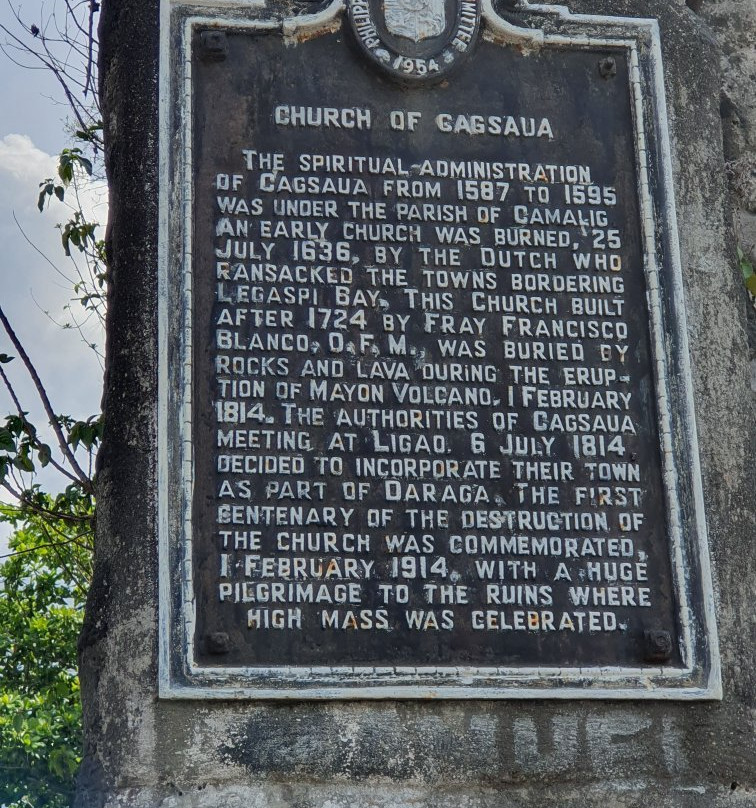 1954
CHURCH OF CAGSAUA
THE SPIRITUAL ADMINISTRATION
OF CAGSAUA FROM 1587 TO 1595
WAS UNDER THE PARISH OF CAMALIG
AN EARLY CHURCH WAS BURNED, 25
JULY 1636, BY THE DUTCH WHO
RANSACKED THE TOWNS BORDERING
LEGASPI BAY. THIS CHURCH BUILT
AFTER 1724 BY FRAY FRANCISCO
BLANCO, O.F.M., WAS BURIED BY
ROCKS AND LAVA DURING THE ERUP-
TION OF MAYON VOLCANO, 1 FEBRUARY
1814. THE AUTHORITIES OF CAGSAUA
MEETING AT LIGAO, 6 JULY 1814
DECIDED TO INCORPORATE THEIR TOWN
AS PART OF DARAGA. THE FIRST
CENTENARY OF THE DESTRUCTION OF
THE CHURCH WAS COMMEMORATED,
1 FEBRUARY 1914, WITH A HUGE
PILGRIMAGE TO THE RUINS WHERE
HIGH MASS WAS CELEBRATED.